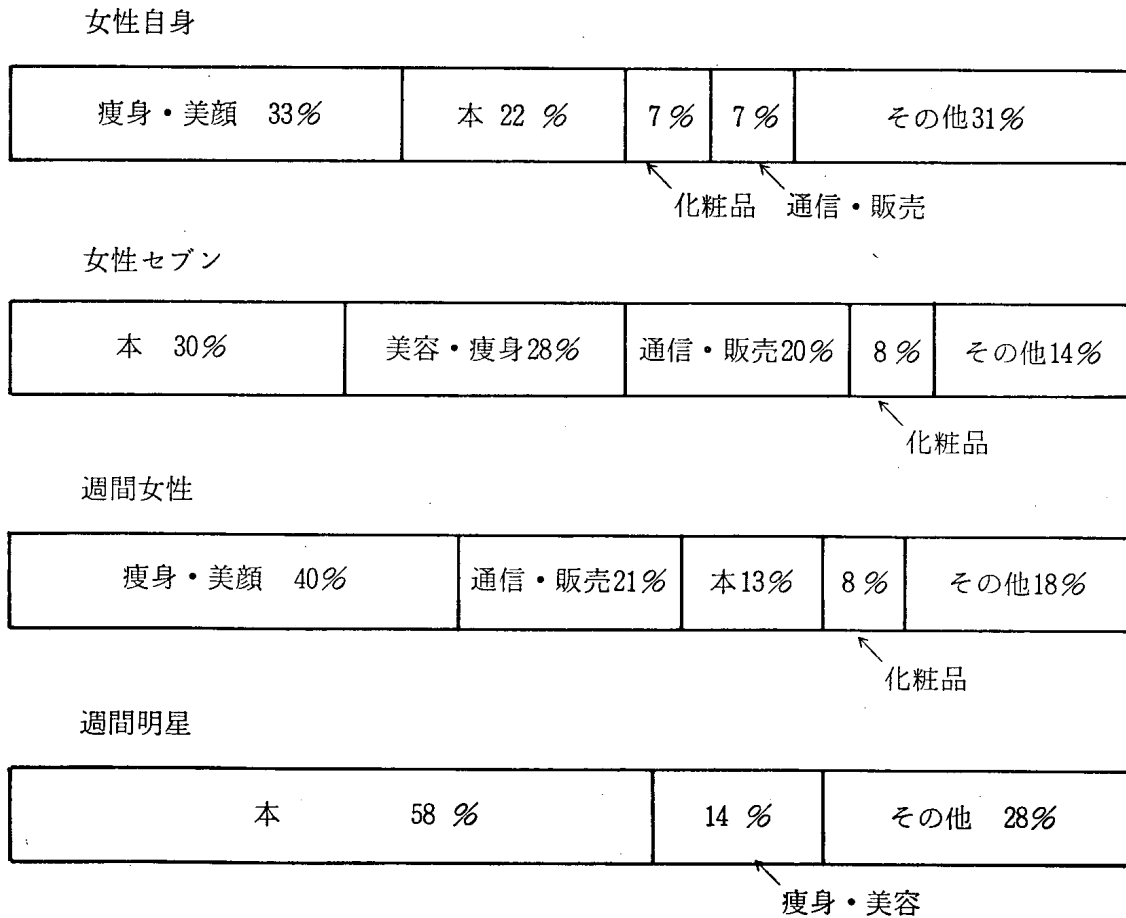 女性自身
痩身・美顔 33% 本 22 % 7% 7% その他31%
化粧品 通信・販売
女性セブン
本 30% 美容・痩身28% 通信・販売20% 8% その他14%
化粧品
週間女性
痩身・美顔 40% 通信・販売21% 本13% 8% その他18%
化粧品
週間明星
本 58 % 14 % その他 28%
痩身・美容